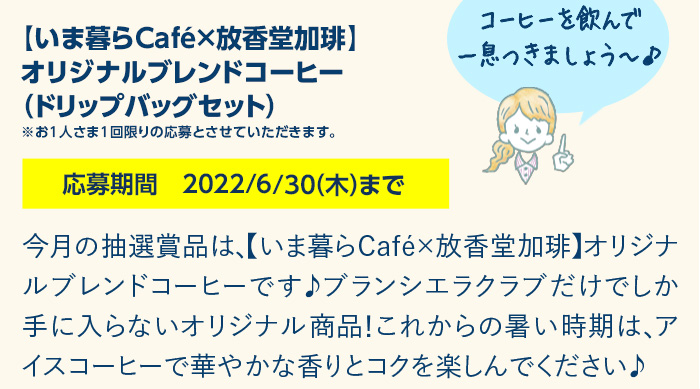 【いま暮らCafé×放香堂加琲】
オリジナルブレンドコーヒー
（ドリップバッグセット）
※お1人さま1回限りの応募とさせていただきます。
コーヒーを飲んで
一息つきましょう～♪
応募期間　2022/6/30(木)まで
今月の抽選賞品は、【いま暮らCafé×放香堂加琲】オリジナ
ルブレンドコーヒーです♪ブランシエラクラブだけでしか
手に入らないオリジナル商品！これからの暑い時期は、ア
イスコーヒーで華やかな香りとコクを楽しんでください♪